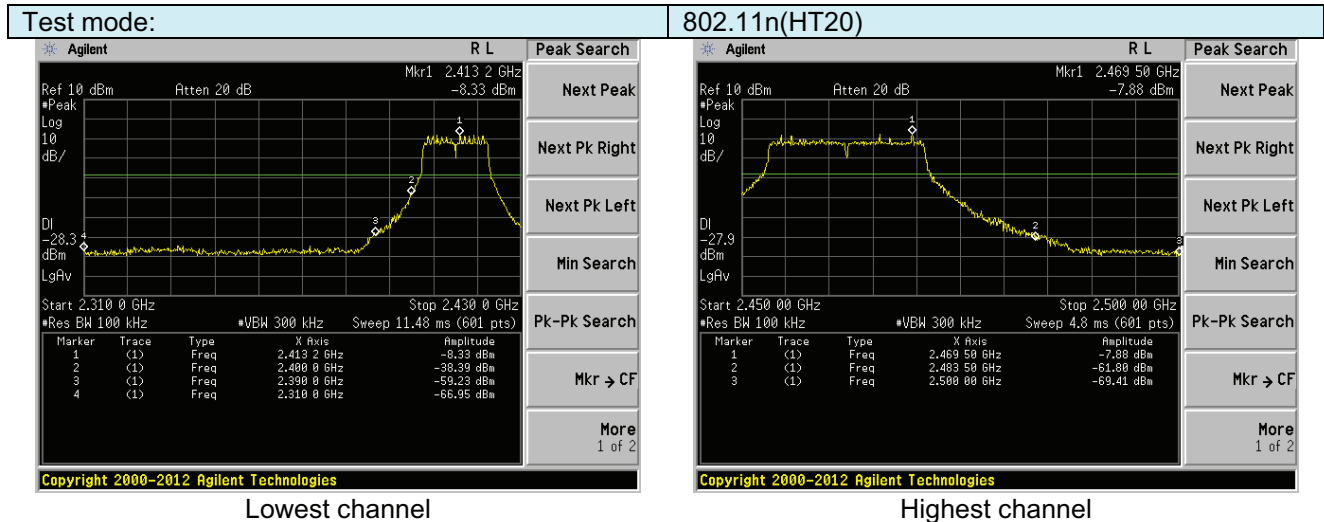 Test mode: 802.11n(HT20)
Agilent R L Peak Search
Mkr1 2.413 2 GHz
Ref 10 dBm Atten 20 dB -8.33 dBm
#Peak
Log
10
dB/
1
2
3
4
DI
-28.3
dBm
LgAv
Start 2.310 0 GHz Stop 2.430 0 GHz
#Res BW 100 kHz #VBW 300 kHz Sweep 11.48 ms (601 pts)
Marker Trace Type X Axis Amplitude
1 (1) Freq 2.413 2 GHz -8.33 dBm
2 (1) Freq 2.400 0 GHz -38.39 dBm
3 (1) Freq 2.390 0 GHz -59.23 dBm
4 (1) Freq 2.310 0 GHz -66.95 dBm
Next Peak
Next Pk Right
Next Pk Left
Min Search
Pk-Pk Search
Mkr → CF
More
1 of 2
Copyright 2000-2012 Agilent Technologies
Lowest channel
Agilent R L Peak Search
Mkr1 2.469 50 GHz
Ref 10 dBm Atten 20 dB -7.88 dBm
#Peak
Log
10
dB/
1
2
3
DI
-27.9
dBm
LgAv
Start 2.450 00 GHz Stop 2.500 00 GHz
#Res BW 100 kHz #VBW 300 kHz Sweep 4.8 ms (601 pts)
Marker Trace Type X Axis Amplitude
1 (1) Freq 2.469 50 GHz -7.88 dBm
2 (1) Freq 2.483 50 GHz -61.80 dBm
3 (1) Freq 2.500 00 GHz -69.41 dBm
Next Peak
Next Pk Right
Next Pk Left
Min Search
Pk-Pk Search
Mkr → CF
More
1 of 2
Copyright 2000-2012 Agilent Technologies
Highest channel